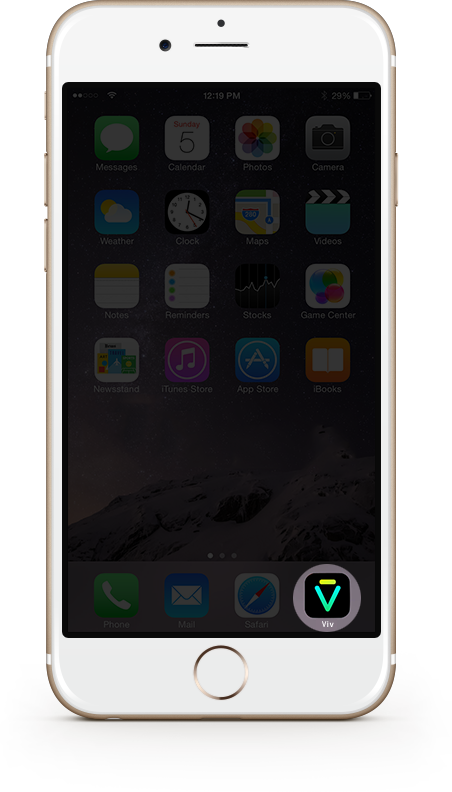 12:19 PM 29%
Sunday
5
Messages Calendar Photos Camera
Weather Clock Maps Videos
Notes Reminders Stocks Game Center
Newsstand iTunes Store App Store iBooks
Phone Mail Safari Viv